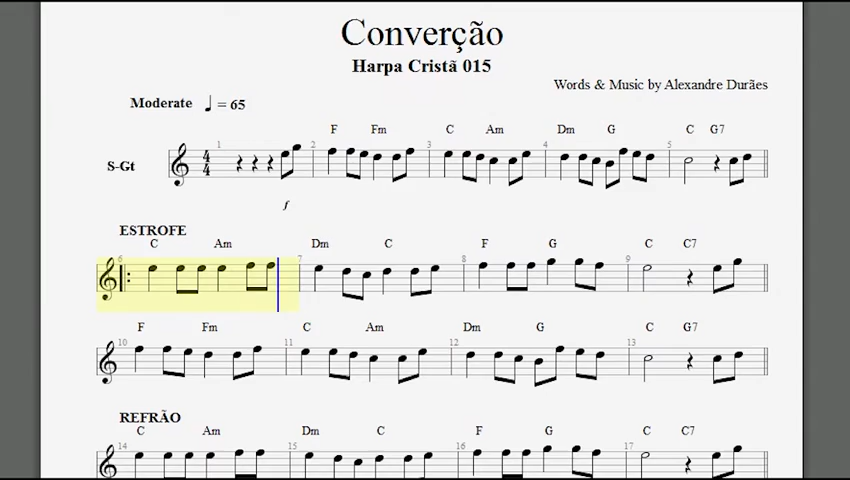 Converção
Harpa Cristã 015
Words & Music by Alexandre Durães
Moderate = 65
F Fm C Am Dm G C G7
S-Gt
1 2 3 4 5
4
4
f
ESTROFE
C Am Dm C F G C C7
6 7 8 9
F Fm C Am Dm G C G7
10 11 12 13
REFRÃO
C Am Dm C F G C C7
14 15 16 17